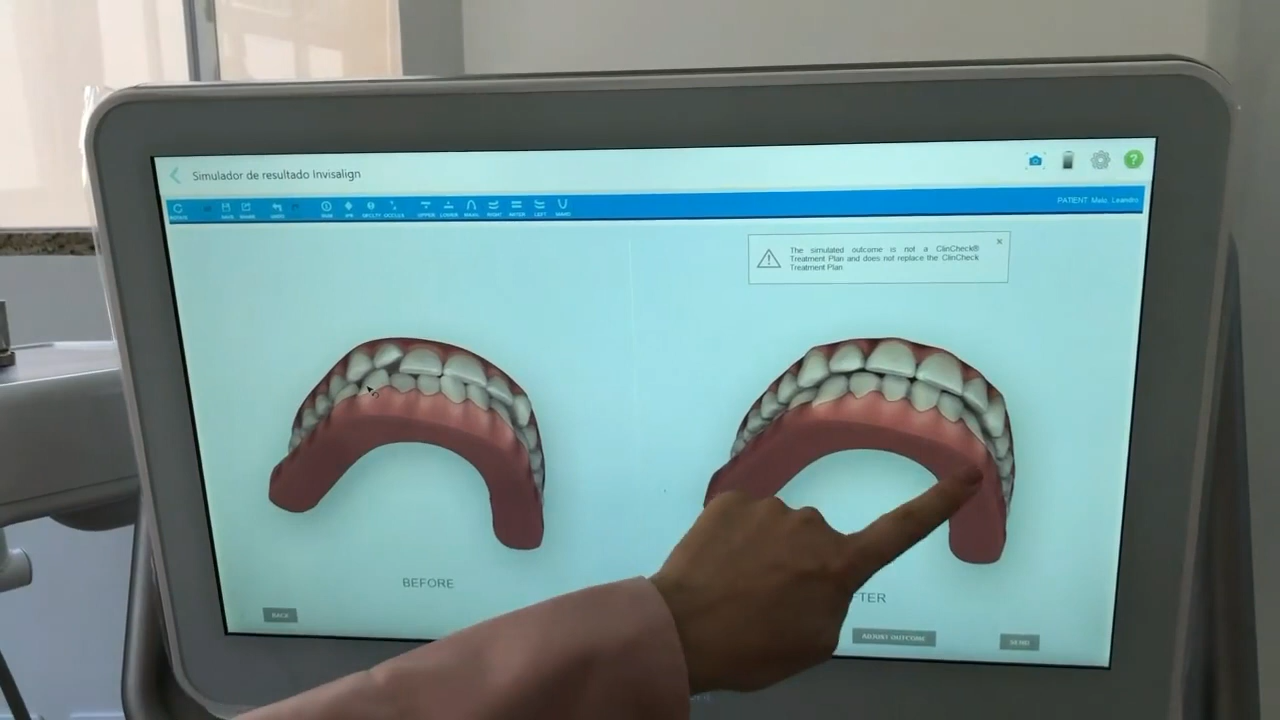 Simulador de resultado Invisalign
PATIENT Malo, Leandro
The simulated outcome is not a ClinCheck®
Treatment Plan and does not replace the ClinCheck
Treatment Plan
BEFORE
TER
BACK
ADJUST OUTCOME
SEND